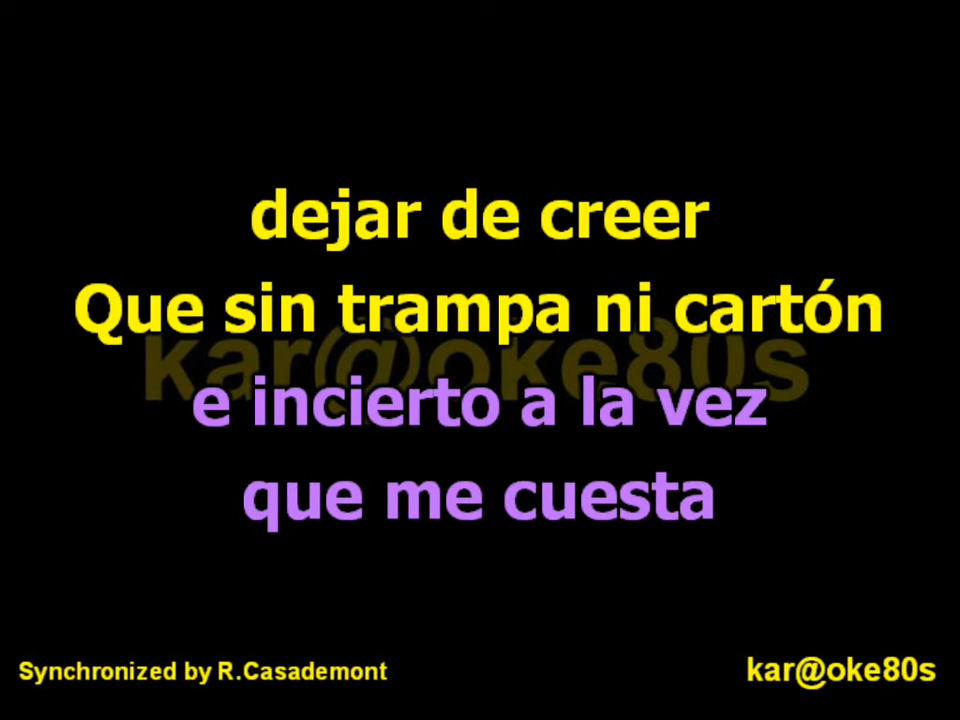 dejar de creer
Que sin trampa ni cartón
kar@oke80s
e incierto a la vez
que me cuesta
Synchronized by R.Casademont
kar@oke80s